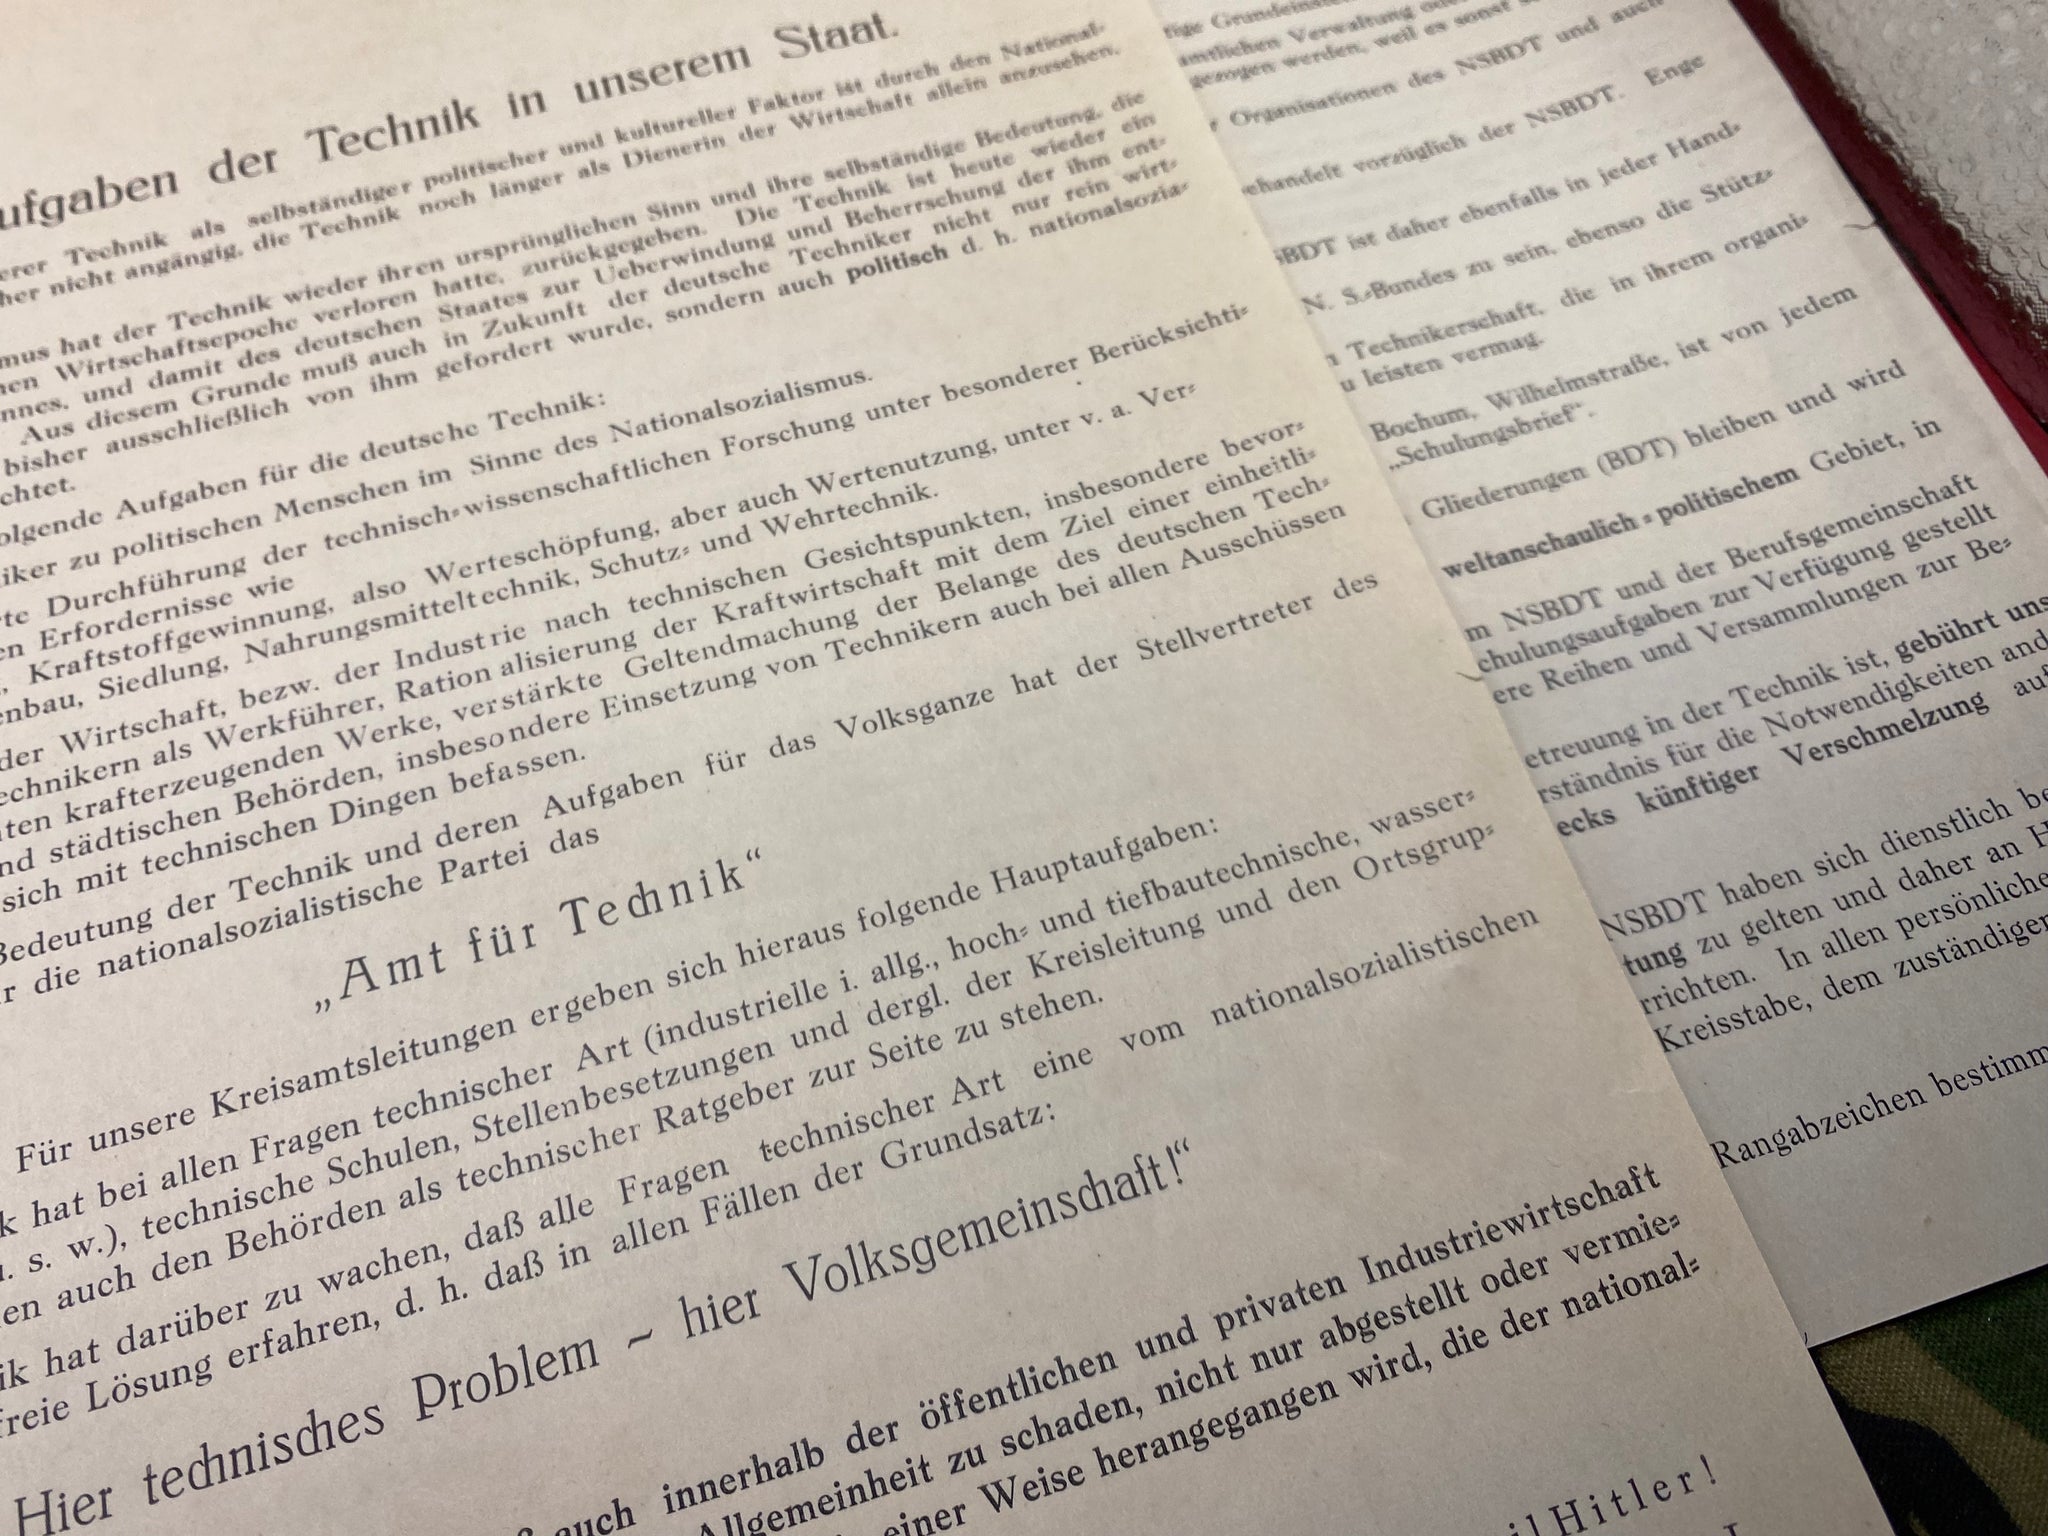 ufgaben der Technik in unserem Staat.
erer Technik als selbständiger politischer und kultureller Faktor ist durch den National-
her nicht angängig, die Technik noch länger als Dienerin der Wirtschaft allein anzusehen.
mus hat der Technik wieder ihren ursprünglichen Sinn und ihre selbständige Bedeutung, die
hen Wirtschaftsepoche verloren hatte, zurückgegeben. Die Technik ist heute wieder ein
nnes, und damit des deutschen Staates zur Ueberwindung und Beherrschung der ihm ent-
Aus diesem Grunde muß auch in Zukunft der deutsche Techniker nicht nur rein wirt-
bisher ausschließlich von ihm gefordert wurde, sondern auch politisch d. h. nationalsozia-
chtet.
olgende Aufgaben für die deutsche Technik:
iker zu politischen Menschen im Sinne des Nationalsozialismus.
rte Durchführung der technisch-wissenschaftlichen Forschung unter besonderer Berücksichti-
en Erfordernisse wie
, Kraftstoffgewinnung, also Werteschöpfung, aber auch Wertenutzung, unter v. a. Ver-
enbau, Siedlung, Nahrungsmitteltechnik, Schutz- und Wehrtechnik.
der Wirtschaft, bezw. der Industrie nach technischen Gesichtspunkten, insbesondere bevor-
echnikern als Werkführer, Rationalisierung der Kraftwirtschaft mit dem Ziel einer einheitli-
ten krafterzeugenden Werke, verstärkte Geltendmachung der Belange des deutschen Tech-
nd städtischen Behörden, insbesondere Einsetzung von Technikern auch bei allen Ausschüssen
sich mit technischen Dingen befassen.
Bedeutung der Technik und deren Aufgaben für das Volksganze hat der Stellvertreter des
r die nationalsozialistische Partei das
„Amt für Technik“
Für unsere Kreisamtsleitungen ergeben sich hieraus folgende Hauptaufgaben:
k hat bei allen Fragen technischer Art (industrielle i. allg., hoch- und tiefbautechnische, wasser-
u. s. w.), technische Schulen, Stellenbesetzungen und dergl. der Kreisleitung und den Ortsgrup-
en auch den Behörden als technischer Ratgeber zur Seite zu stehen.
ik hat darüber zu wachen, daß alle Fragen technischer Art eine vom nationalsozialistischen
freie Lösung erfahren, d. h. daß in allen Fällen der Grundsatz:
Hier technisches Problem – hier Volksgemeinschaft!“
ß auch innerhalb der öffentlichen und privaten Industriewirtschaft
Allgemeinheit zu schaden, nicht nur abgestellt oder vermie-
einer Weise herangegangen wird, die der national-
il Hitler!
tige
amtlichen Verwaltung
gezogen werden, weil es sonst
r Organisationen des NSBDT und auch
ehandelt vorzüglich der NSBDT. Enge
SBDT ist daher ebenfalls in jeder Hand-
N. S.-Bundes zu sein, ebenso die Stütz-
n Technikerschaft, die in ihrem organi-
u leisten vermag.
Bochum, Wilhelmstraße, ist von jedem
„Schulungsbrief“.
Gliederungen (BDT) bleiben und wird
weltanschaulich-politischem Gebiet, in
m NSBDT und der Berufsgemeinschaft
chulungsaufgaben zur Verfügung gestellt
ere Reihen und Versammlungen zur Be-
etreuung in der Technik ist, gebührt uns
rständnis für die Notwendigkeiten and
ecks künftiger Verschmelzung auf
NSBDT haben sich dienstlich be
tung zu gelten und daher an H
rrichten. In allen persönliche
Kreisstabe, dem zuständigen
Rangabzeichen bestimm